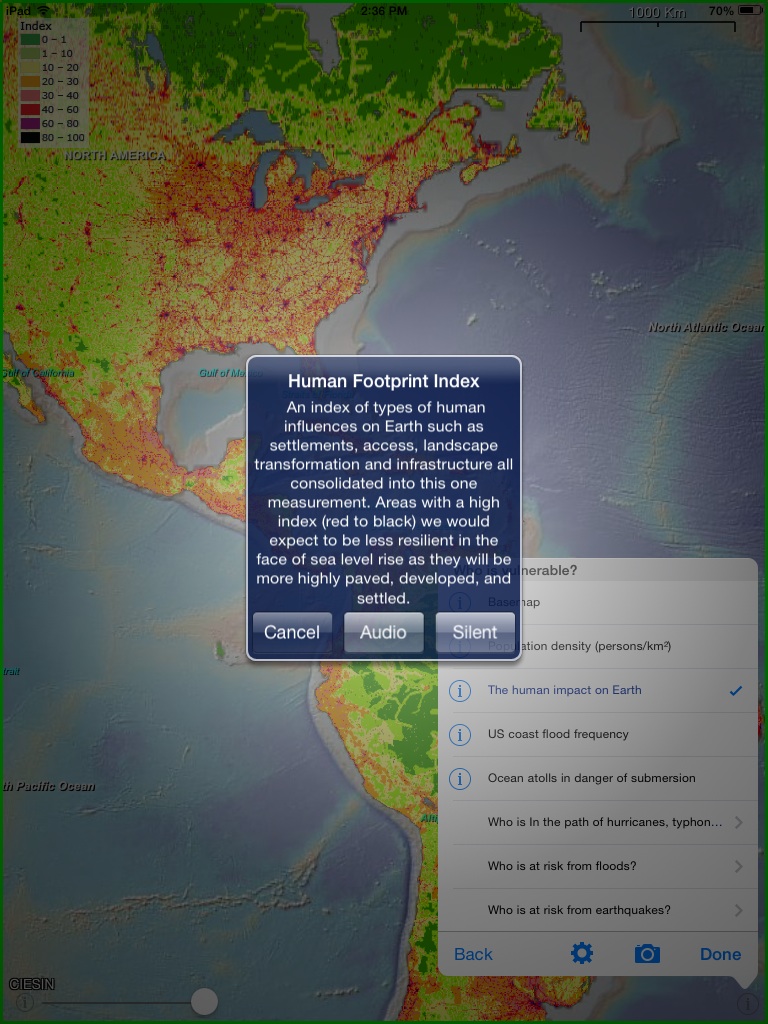 iPad
2:36 PM
70%
1000 Km
Index
0 – 1
1 – 10
10 – 20
20 – 30
30 – 40
40 – 60
60 – 80
80 – 100
NORTH AMERICA
North Atlantic Ocean
Gulf of California
Gulf of Me
Human Footprint Index
An index of types of human
influences on Earth such as
settlements, access, landscape
transformation and infrastructure all
consolidated into this one
measurement. Areas with a high
index (red to black) we would
expect to be less resilient in the
face of sea level rise as they will be
more highly paved, developed, and
settled.
Cancel
Audio
Silent
Who is vulnerable?
Basemap
Population density (persons/km²)
The human impact on Earth
US coast flood frequency
Ocean atolls in danger of submersion
Who is In the path of hurricanes, typhon...
Who is at risk from floods?
Who is at risk from earthquakes?
Back
Done
th Pacific Ocean
Alti
CIESIN